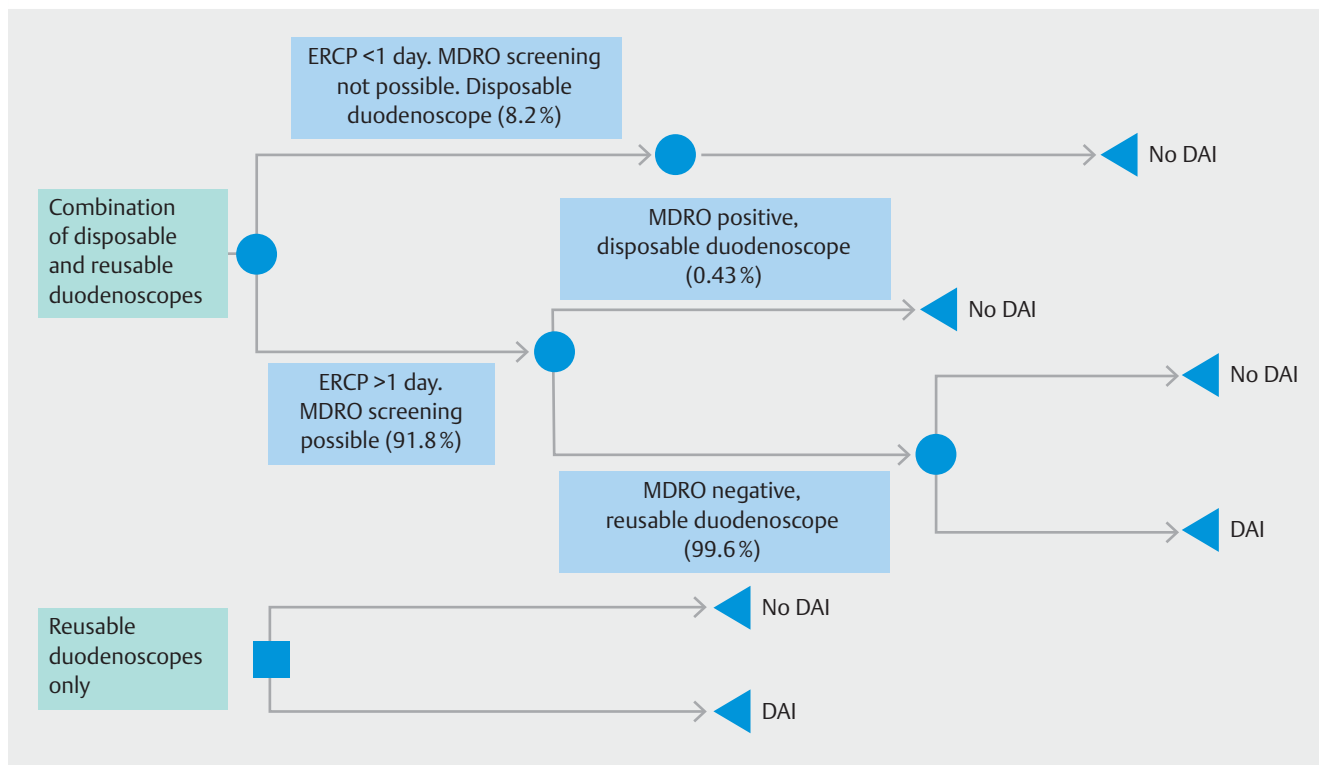 ERCP <1 day. MDRO screening
not possible. Disposable
duodenoscope (8.2%)
No DAI
Combination
of disposable
and reusable
duodenoscopes
MDRO positive,
disposable duodenoscope
(0.43%)
No DAI
ERCP >1 day.
MDRO screening
possible (91.8%)
No DAI
MDRO negative,
reusable duodenoscope
(99.6%)
DAI
Reusable
duodenoscopes
only
No DAI
DAI